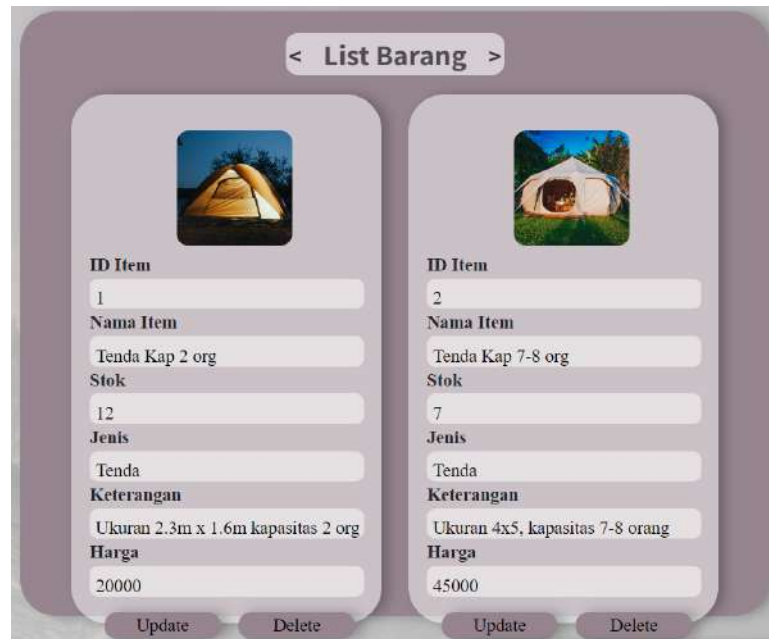 < List Barang >
ID Item
1
Nama Item
Tenda Kap 2 org
Stok
12
Jenis
Tenda
Keterangan
Ukuran 2.3m x 1.6m kapasitas 2 org
Harga
20000
Update Delete
ID Item
2
Nama Item
Tenda Kap 7-8 org
Stok
7
Jenis
Tenda
Keterangan
Ukuran 4x5, kapasitas 7-8 orang
Harga
45000
Update Delete